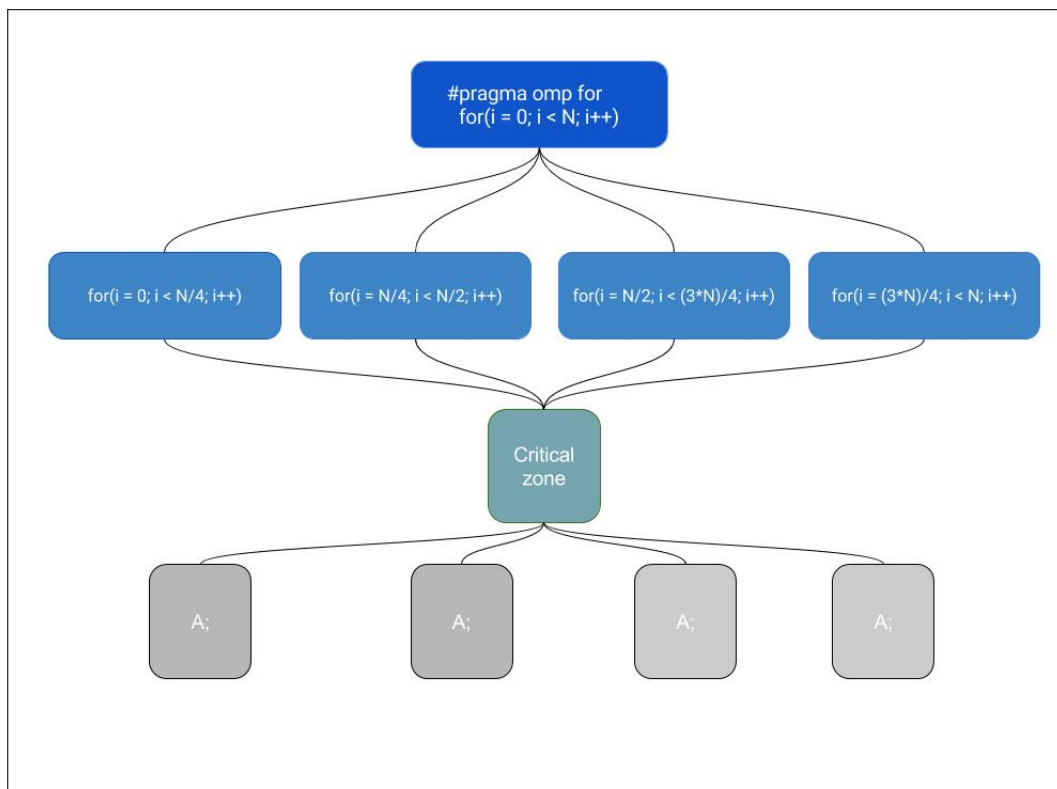 #pragma omp for
for(i = 0; i < N; i++)
for(i = 0; i < N/4; i++)
for(i = N/4; i < N/2; i++)
for(i = N/2; i < (3*N)/4; i++)
for(i = (3*N)/4; i < N; i++)
Critical
zone
A;
A;
A;
A;